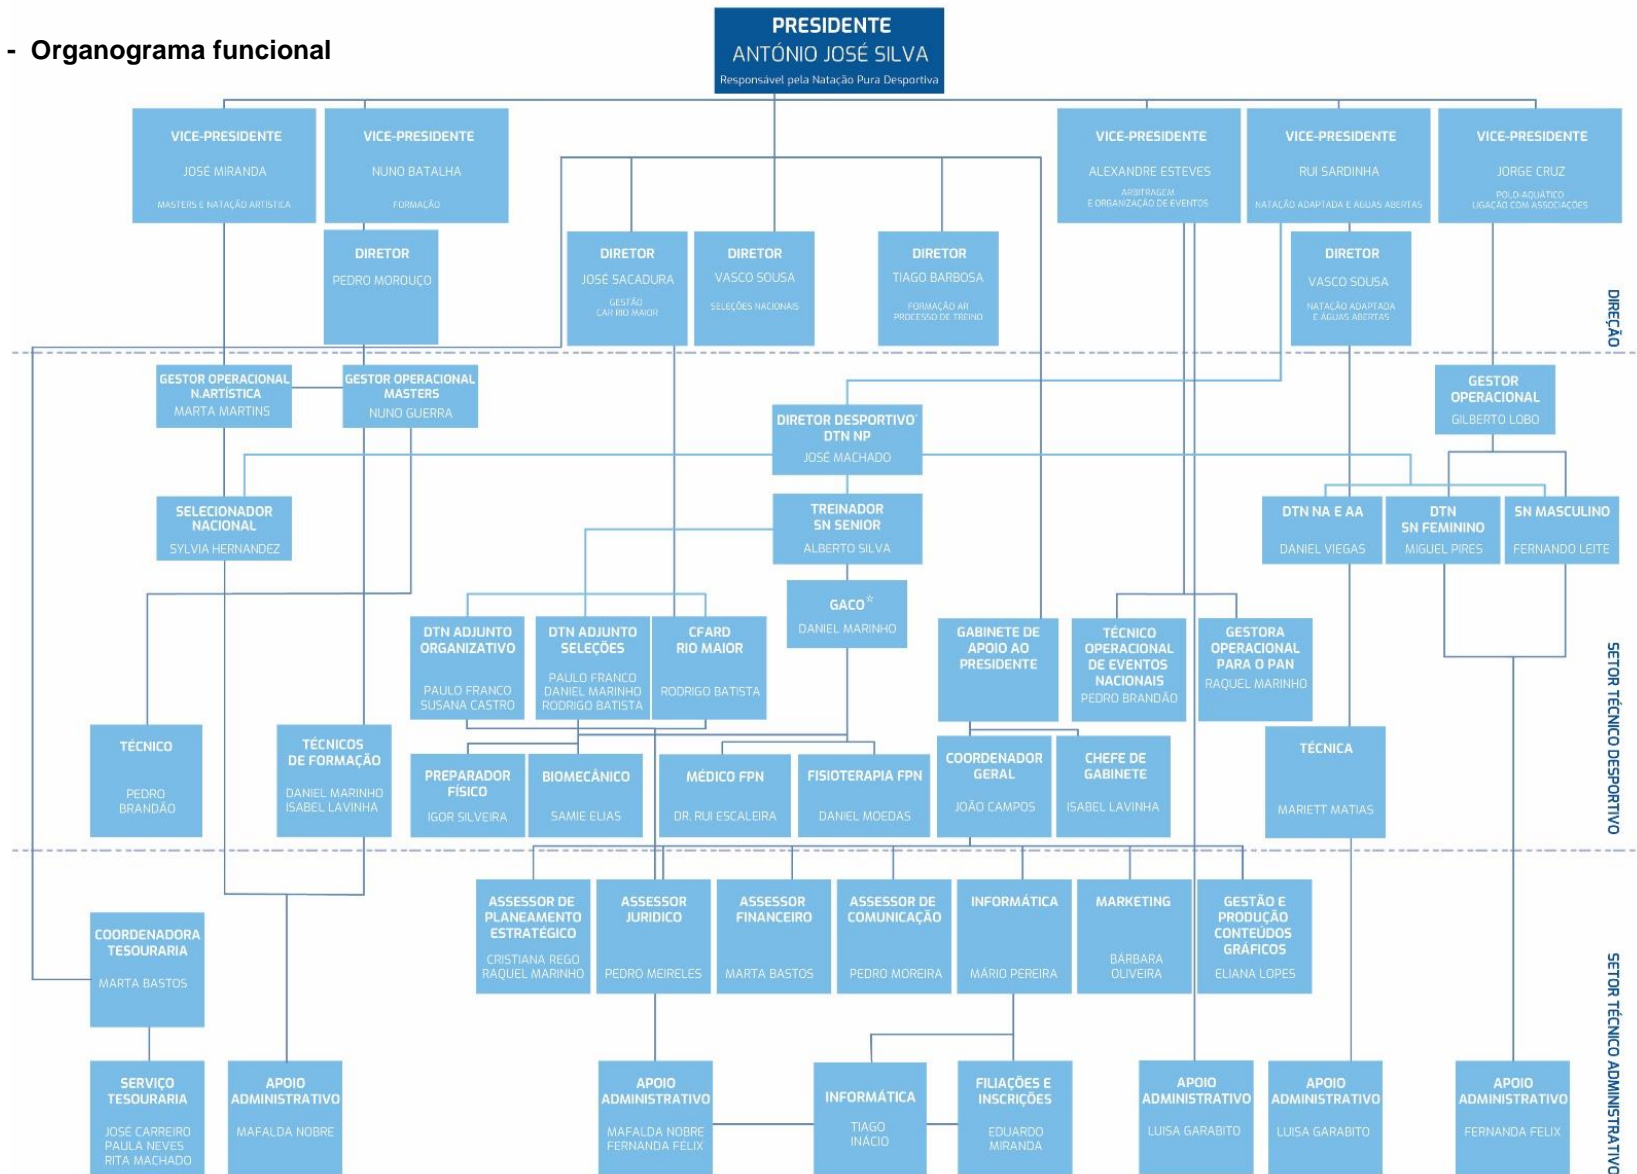 - Organograma funcional
PRESIDENTE
ANTÓNIO JOSÉ SILVA
Responsável pela Natação Pura Desportiva
VICE-PRESIDENTE
JOSÉ MIRANDA
MASTERS E NATAÇÃO ARTÍSTICA
VICE-PRESIDENTE
NUNO BATALHA
FORMAÇÃO
VICE-PRESIDENTE
ALEXANDRE ESTEVES
ARBITRAGEM
E ORGANIZAÇÃO DE EVENTOS
VICE-PRESIDENTE
RUI SARDINHA
NATAÇÃO ADAPTADA E ÁGUAS ABERTAS
VICE-PRESIDENTE
JORGE CRUZ
POLO-AQUÁTICO
LIGAÇÃO COM ASSOCIAÇÕES
DIRETOR
PEDRO MOROUÇO
DIRETOR
JOSÉ SACADURA
GESTÃO
CAR RIO MAIOR
DIRETOR
VASCO SOUSA
SELEÇÕES NACIONAIS
DIRETOR
TIAGO BARBOSA
FORMAÇÃO AR
PROCESSO DE TREINO
DIRETOR
VASCO SOUSA
NATAÇÃO ADAPTADA
E ÁGUAS ABERTAS
DIREÇÃO
GESTOR OPERACIONAL
N.ARTÍSTICA
MARTA MARTINS
GESTOR OPERACIONAL
MASTERS
NUNO GUERRA
DIRETOR DESPORTIVO*
DTN NP
JOSÉ MACHADO
GESTOR
OPERACIONAL
GILBERTO LOBO
SELECIONADOR
NACIONAL
SYLVIA HERNANDEZ
TREINADOR
SN SENIOR
ALBERTO SILVA
DTN NA E AA
DANIEL VIEGAS
DTN
SN FEMININO
MIGUEL PIRES
SN MASCULINO
FERNANDO LEITE
GACO☆
DANIEL MARINHO
DTN ADJUNTO
ORGANIZATIVO
PAULO FRANCO
SUSANA CASTRO
DTN ADJUNTO
SELEÇÕES
PAULO FRANCO
DANIEL MARINHO
RODRIGO BATISTA
CFARD
RIO MAIOR
RODRIGO BATISTA
GABINETE DE
APOIO AO
PRESIDENTE
TÉCNICO
OPERACIONAL
DE EVENTOS
NACIONAIS
PEDRO BRANDÃO
GESTORA
OPERACIONAL
PARA O PAN
RAQUEL MARINHO
SETOR TÉCNICO DESPORTIVO
TÉCNICO
PEDRO
BRANDÃO
TÉCNICOS
DE FORMAÇÃO
DANIEL MARINHO
ISABEL LAVINHA
PREPARADOR
FÍSICO
IGOR SILVEIRA
BIOMECÂNICO
SAMIE ELIAS
MÉDICO FPN
DR. RUI ESCALEIRA
FISIOTERAPIA FPN
DANIEL MOEDAS
COORDENADOR
GERAL
JOÃO CAMPOS
CHEFE DE
GABINETE
ISABEL LAVINHA
TÉCNICA
MARIETT MATIAS
COORDENADORA
TESOURARIA
MARTA BASTOS
ASSESSOR DE
PLANEAMENTO
ESTRATÉGICO
CRISTIANA REGO
RAQUEL MARINHO
ASSESSOR
JURIDICO
PEDRO MEIRELES
ASSESSOR
FINANCEIRO
MARTA BASTOS
ASSESSOR DE
COMUNICAÇÃO
PEDRO MOREIRA
INFORMÁTICA
MÁRIO PEREIRA
MARKETING
BÁRBARA
OLIVEIRA
GESTÃO E
PRODUÇÃO
CONTEÚDOS
GRÁFICOS
ELIANA LOPES
SETOR TÉCNICO ADMINISTRATIVO
SERVIÇO
TESOURARIA
JOSÉ CARREIRO
PAULA NEVES
RITA MACHADO
APOIO
ADMINISTRATIVO
MAFALDA NOBRE
APOIO
ADMINISTRATIVO
MAFALDA NOBRE
FERNANDA FÉLIX
INFORMÁTICA
TIAGO
INÁCIO
FILIAÇÕES E
INSCRIÇÕES
EDUARDO
MIRANDA
APOIO
ADMINISTRATIVO
LUISA GARABITO
APOIO
ADMINISTRATIVO
LUISA GARABITO
APOIO
ADMINISTRATIVO
FERNANDA FELIX